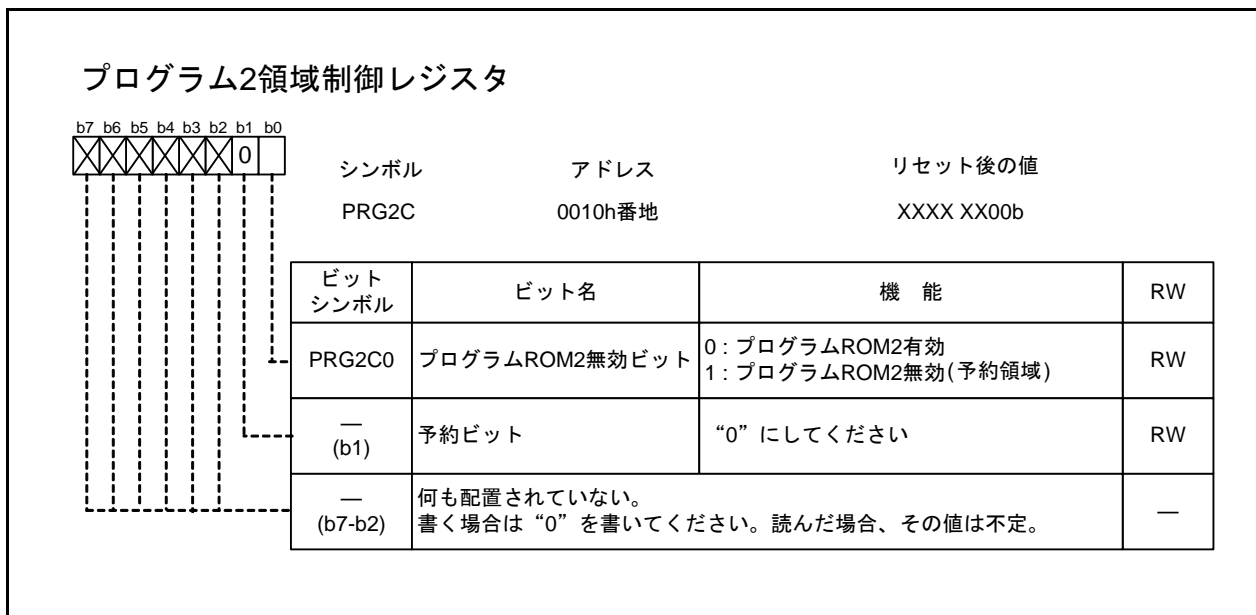 プログラム2領域制御レジスタ
b7 b6 b5 b4 b3 b2 b1 b0
0
シンボル アドレス リセット後の値
PRG2C 0010h番地 XXXX XX00b
ビット
シンボル
ビット名
機 能
RW
PRG2C0
プログラムROM2無効ビット
0 : プログラムROM2有効
1 : プログラムROM2無効(予約領域)
RW
—
(b1)
予約ビット
“0”にしてください
RW
—
(b7-b2)
何も配置されていない。
書く場合は“0”を書いてください。読んだ場合、その値は不定。
—